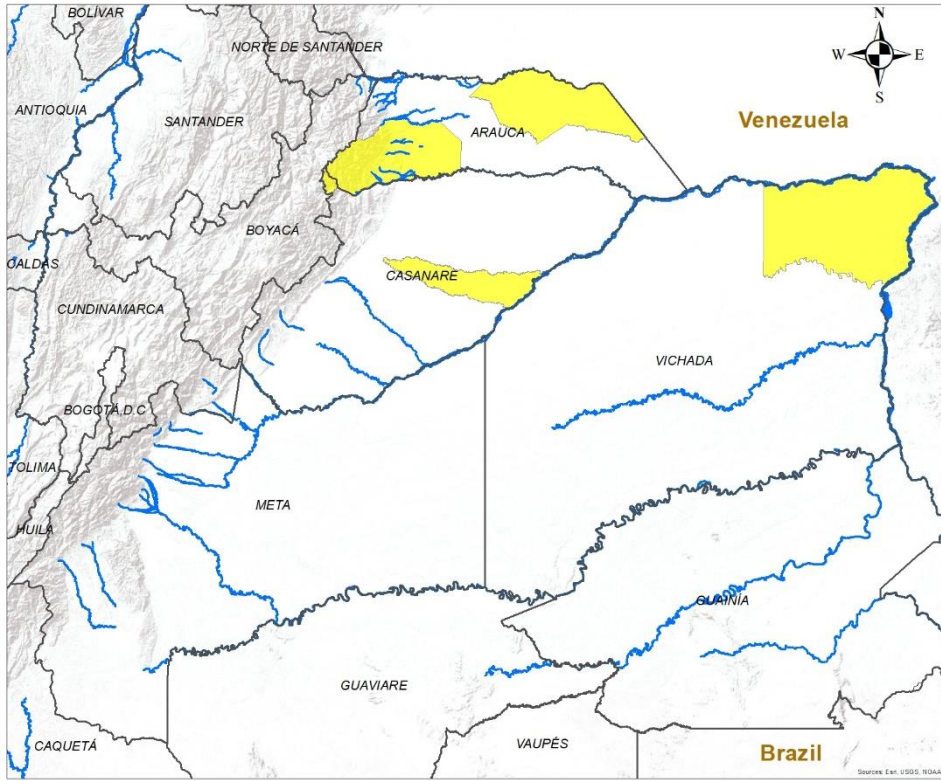 BOLÍVAR
N
NORTE DE SANTANDER
W E
S
ANTIOQUIA
SANTANDER
Venezuela
ARAUCA
BOYACÁ
CALDAS
CASANARE
CUNDINAMARCA
VICHADA
BOGOTÁ D.C
TOLIMA
META
HUILA
GUAINÍA
GUAVIARE
CAQUETÁ
VAUPÉS
Brazil
Sources: Esri, USGS, NOAA